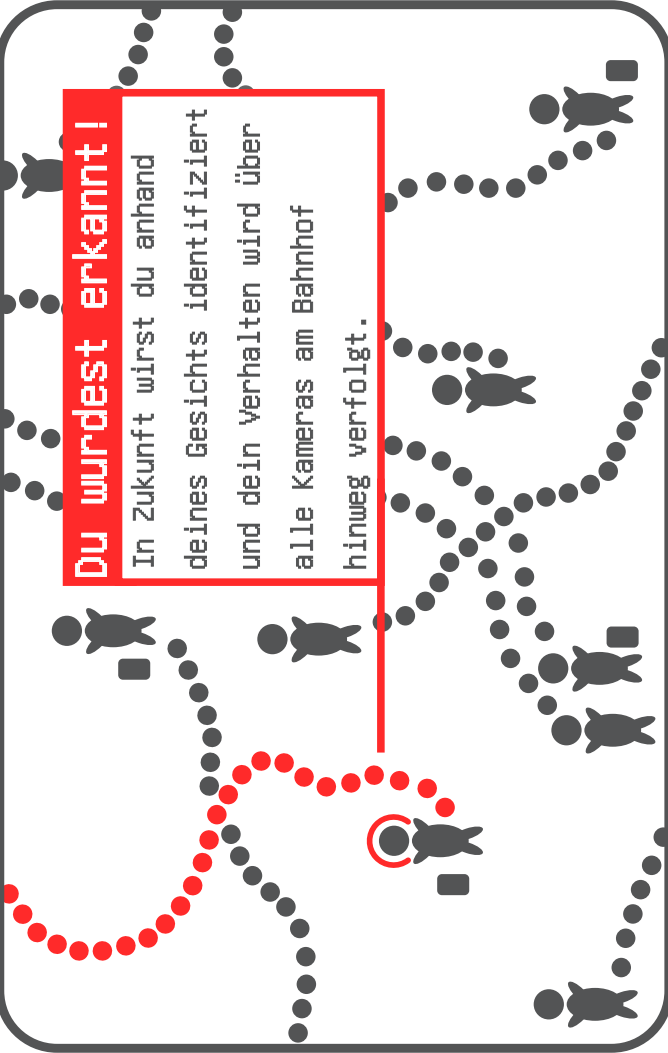 Du wurdest erkannt!
In Zukunft wirst du anhand
deines Gesichts identifiziert
und dein Verhalten wird über
alle Kameras am Bahnhof
hinweg verfolgt.